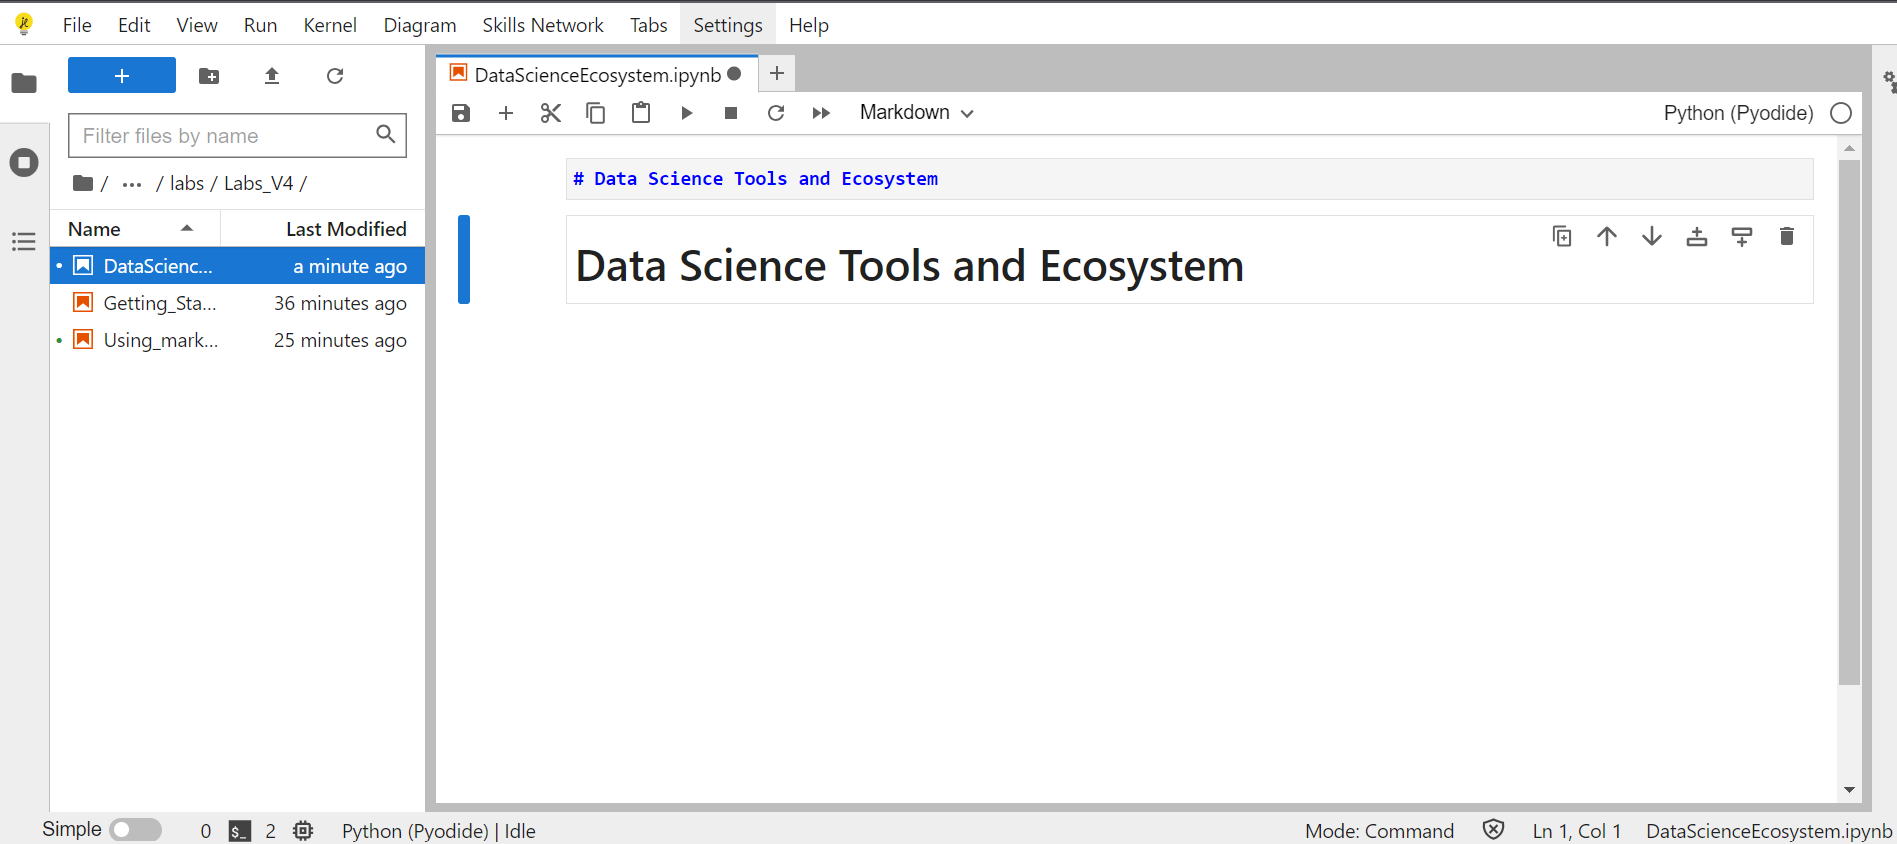 File Edit View Run Kernel Diagram Skills Network Tabs Settings Help
Filter files by name
/ ··· / labs / Labs_V4 /
Name Last Modified
DataScienc... a minute ago
Getting_Sta... 36 minutes ago
Using_mark... 25 minutes ago
DataScienceEcosystem.ipynb
Markdown Python (Pyodide)
# Data Science Tools and Ecosystem
Data Science Tools and Ecosystem
Simple 0 $_ 2 Python (Pyodide) | Idle Mode: Command Ln 1, Col 1 DataScienceEcosystem.ipynb